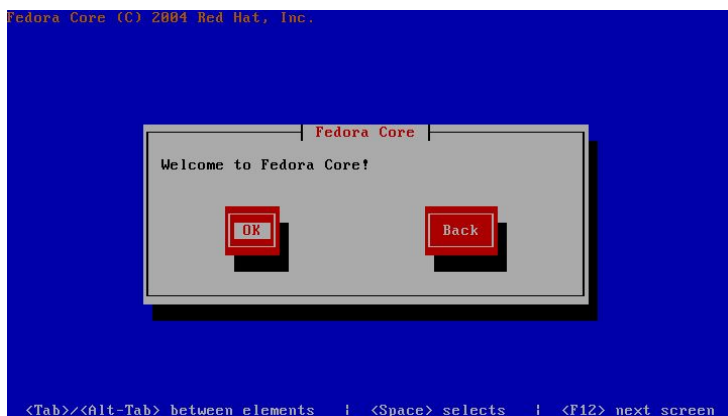 Fedora Core (C) 2004 Red Hat, Inc.
Fedora Core
Welcome to Fedora Core!
OK Back
<Tab>/<Alt-Tab> between elements | <Space> selects | <F12> next screen